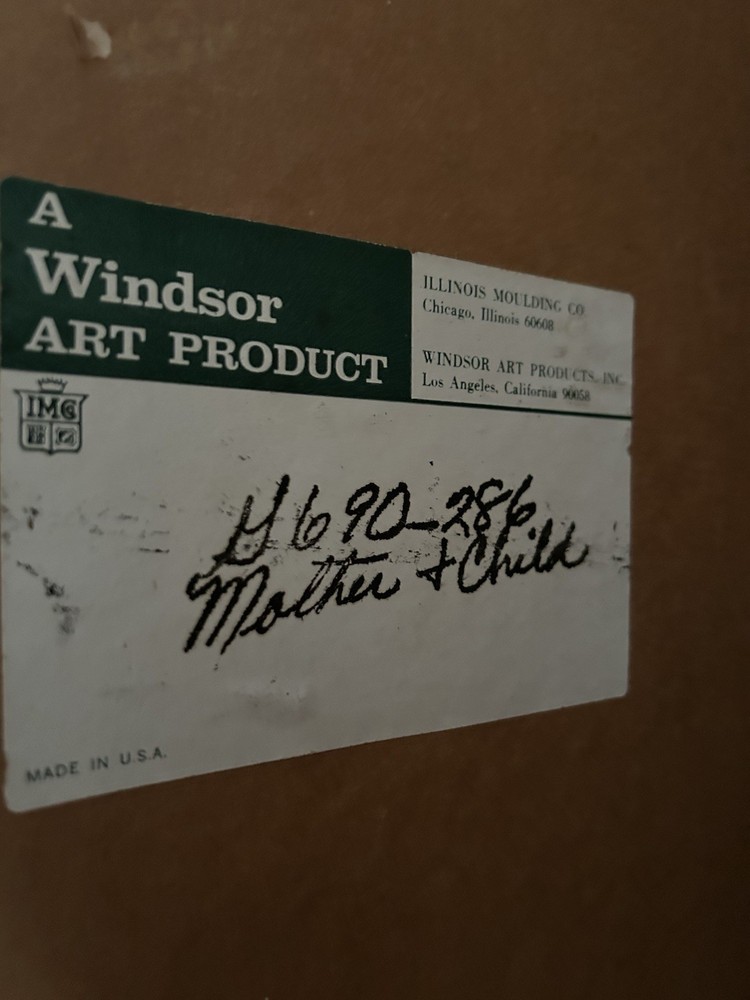 A
Windsor
ART PRODUCT
ILLINOIS MOULDING CO.
Chicago, Illinois 60608
WINDSOR ART PRODUCTS, INC.
Los Angeles, California 90058
IMC
G690-286
Mother + Child
MADE IN U.S.A.